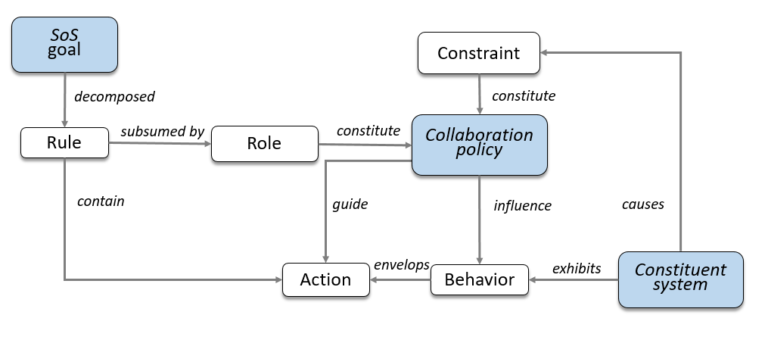 SoS
goal
Constraint
decomposed
constitute
Rule
subsumed by
Role
constitute
Collaboration
policy
contain
guide
influence
causes
Action
envelops
Behavior
exhibits
Constituent
system